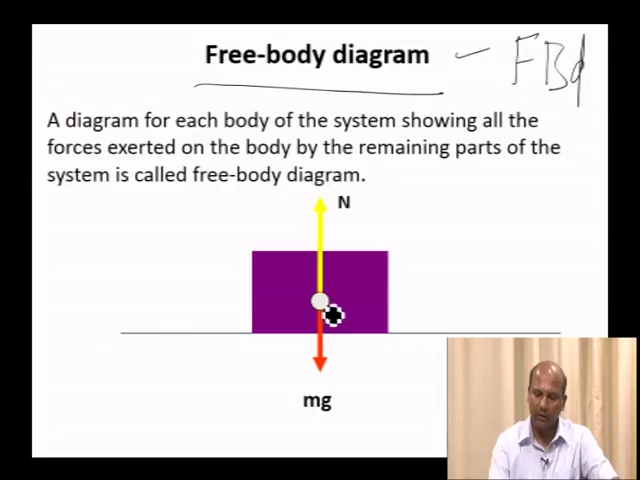 Free-body diagram - FBd
A diagram for each body of the system showing all the
forces exerted on the body by the remaining parts of the
system is called free-body diagram.
N
mg